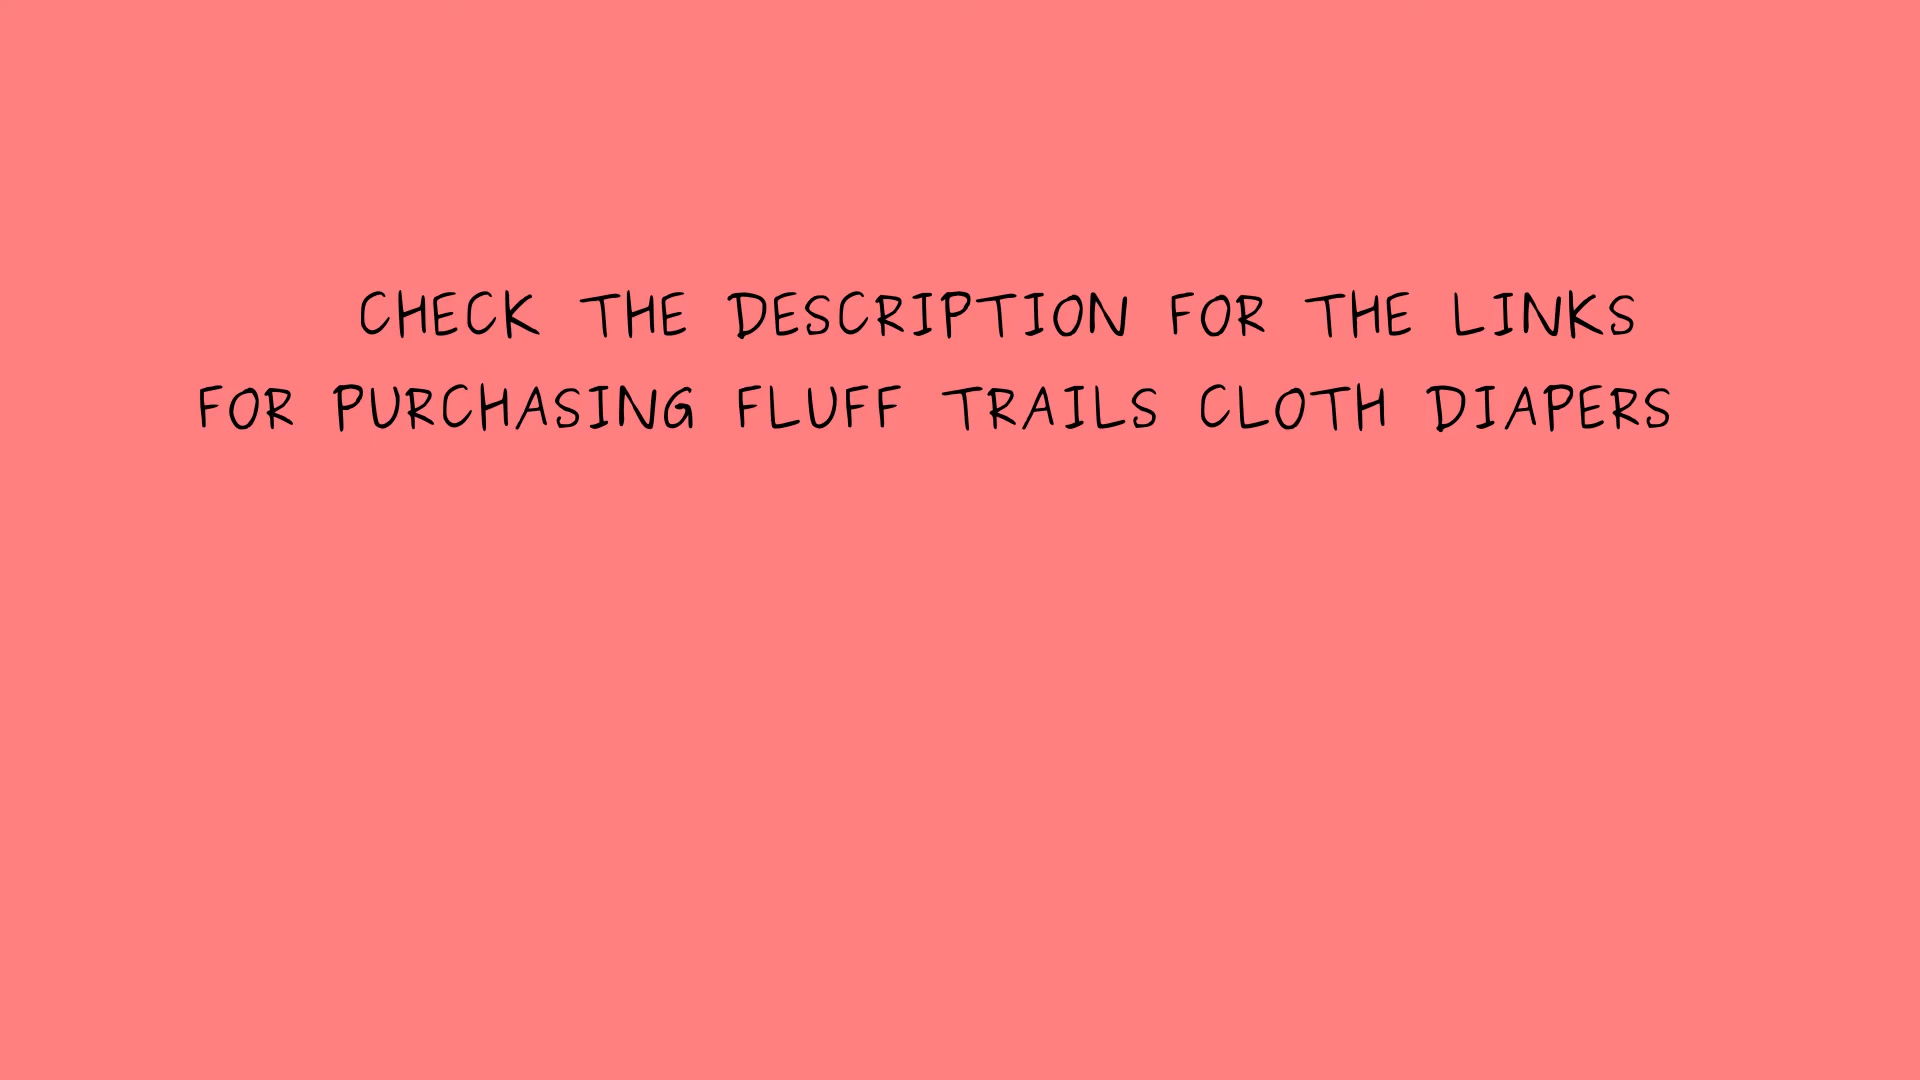 CHECK THE DESCRIPTION FOR THE LINKS
FOR PURCHASING FLUFF TRAILS CLOTH DIAPERS